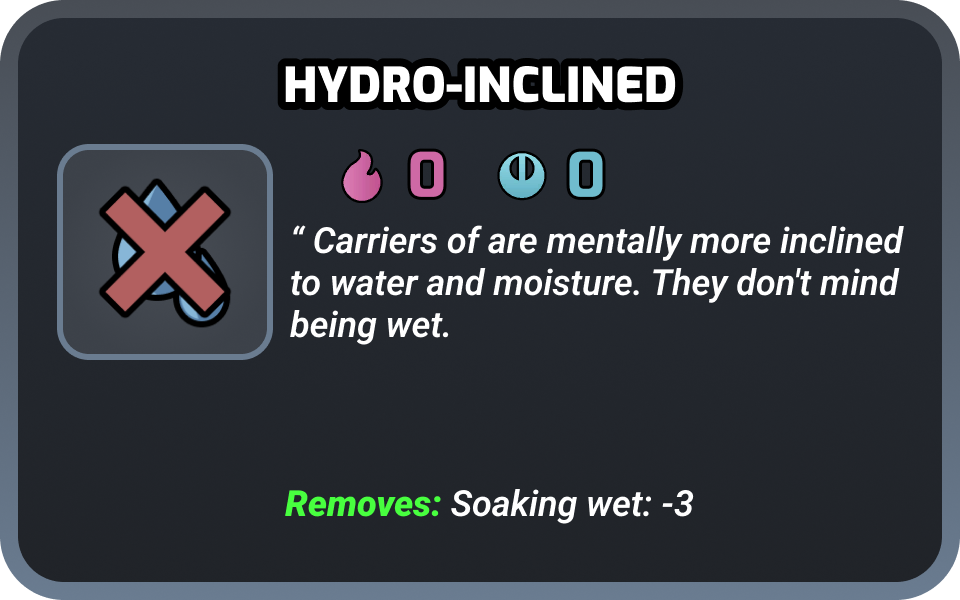 HYDRO-INCLINED
0 0
“ Carriers of are mentally more inclined
to water and moisture. They don't mind
being wet.
Removes: Soaking wet: -3